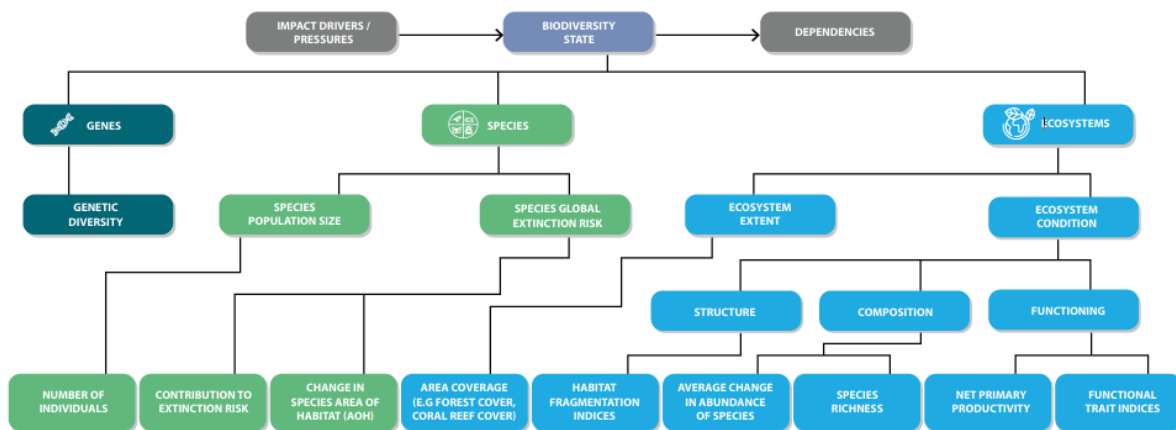 IMPACT DRIVERS /
PRESSURES
BIODIVERSITY
STATE
DEPENDENCIES
GENES
SPECIES
ECOSYSTEMS
GENETIC
DIVERSITY
SPECIES
POPULATION SIZE
SPECIES GLOBAL
EXTINCTION RISK
ECOSYSTEM
EXTENT
ECOSYSTEM
CONDITION
STRUCTURE
COMPOSITION
FUNCTIONING
NUMBER OF
INDIVIDUALS
CONTRIBUTION TO
EXTINCTION RISK
CHANGE IN
SPECIES AREA OF
HABITAT (AOH)
AREA COVERAGE
(E.G FOREST COVER,
CORAL REEF COVER)
HABITAT
FRAGMENTATION
INDICES
AVERAGE CHANGE
IN ABUNDANCE
OF SPECIES
SPECIES
RICHNESS
NET PRIMARY
PRODUCTIVITY
FUNCTIONAL
TRAIT INDICES